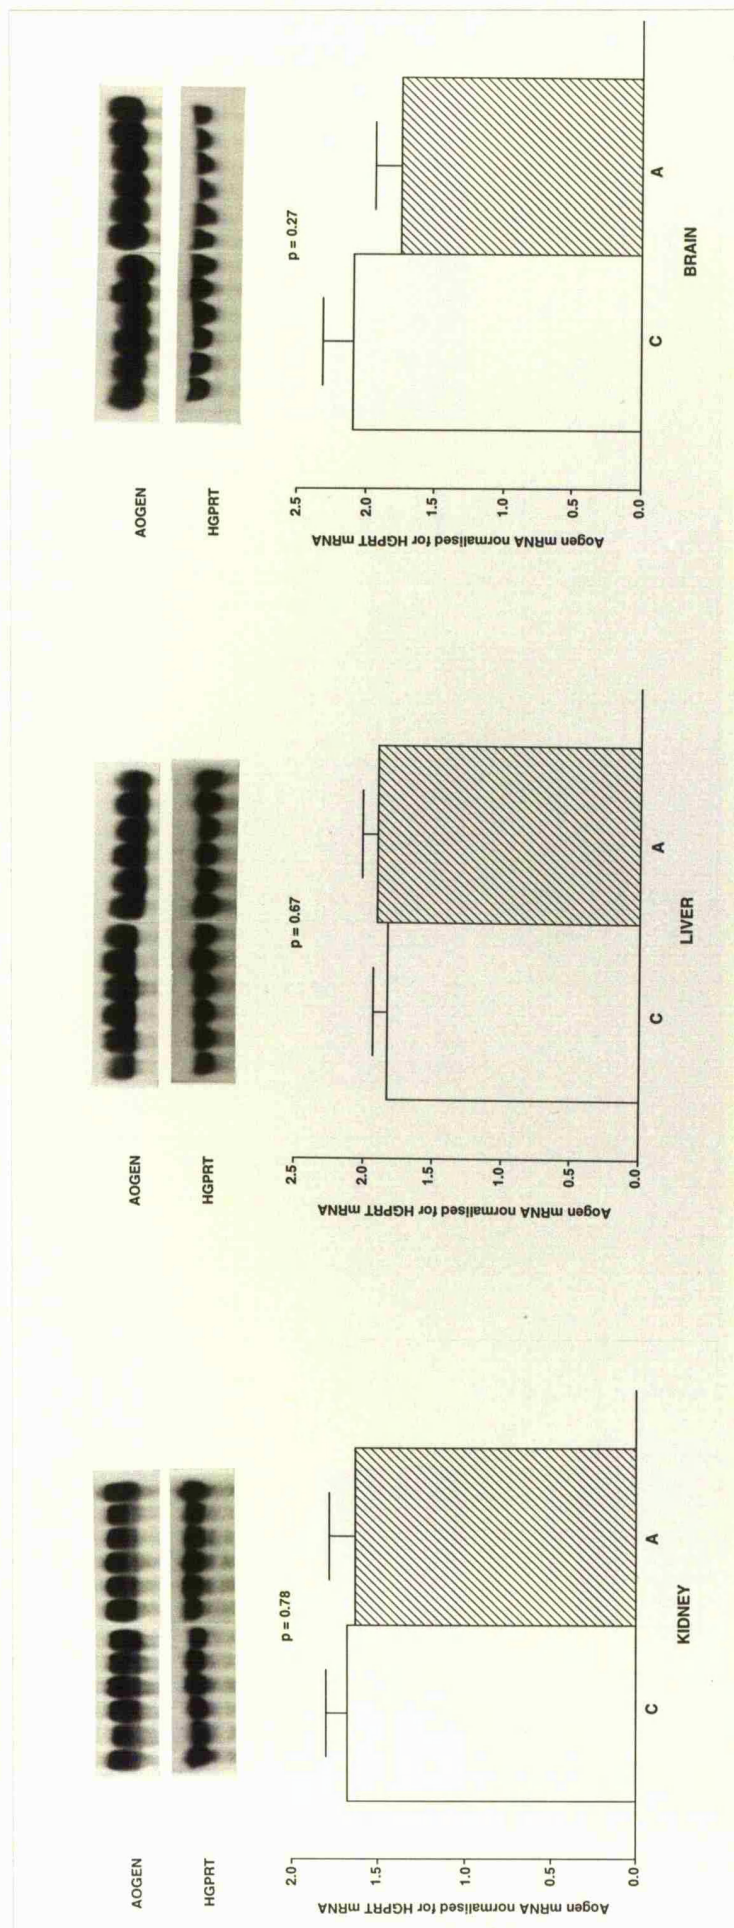 AOGEN
HGPRT
p = 0.78
Aogen mRNA normalised for HGPRT mRNA
2.0
1.5
1.0
0.5
0.0
C
A
KIDNEY
AOGEN
HGPRT
p = 0.67
Aogen mRNA normalised for HGPRT mRNA
2.5
2.0
1.5
1.0
0.5
0.0
C
A
LIVER
AOGEN
HGPRT
p = 0.27
Aogen mRNA normalised for HGPRT mRNA
2.5
2.0
1.5
1.0
0.5
0.0
C
A
BRAIN